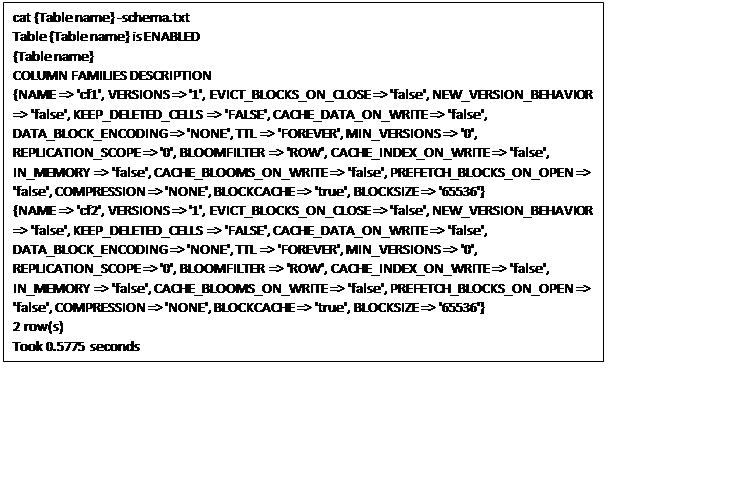 cat {Table name} -schema.txt
Table {Table name} is ENABLED
{Table name}
COLUMN FAMILIES DESCRIPTION
{NAME => 'cf1', VERSIONS => '1', EVICT_BLOCKS_ON_CLOSE => 'false', NEW_VERSION_BEHAVIOR
=> 'false', KEEP_DELETED_CELLS => 'FALSE', CACHE_DATA_ON_WRITE => 'false',
DATA_BLOCK_ENCODING => 'NONE', TTL => 'FOREVER', MIN_VERSIONS => '0',
REPLICATION_SCOPE => '0', BLOOMFILTER => 'ROW', CACHE_INDEX_ON_WRITE => 'false',
IN_MEMORY => 'false', CACHE_BLOOMS_ON_WRITE => 'false', PREFETCH_BLOCKS_ON_OPEN =>
'false', COMPRESSION => 'NONE', BLOCKCACHE => 'true', BLOCKSIZE => '65536'}
{NAME => 'cf2', VERSIONS => '1', EVICT_BLOCKS_ON_CLOSE => 'false', NEW_VERSION_BEHAVIOR
=> 'false', KEEP_DELETED_CELLS => 'FALSE', CACHE_DATA_ON_WRITE => 'false',
DATA_BLOCK_ENCODING => 'NONE', TTL => 'FOREVER', MIN_VERSIONS => '0',
REPLICATION_SCOPE => '0', BLOOMFILTER => 'ROW', CACHE_INDEX_ON_WRITE => 'false',
IN_MEMORY => 'false', CACHE_BLOOMS_ON_WRITE => 'false', PREFETCH_BLOCKS_ON_OPEN =>
'false', COMPRESSION => 'NONE', BLOCKCACHE => 'true', BLOCKSIZE => '65536'}
2 row(s)
Took 0.5775 seconds